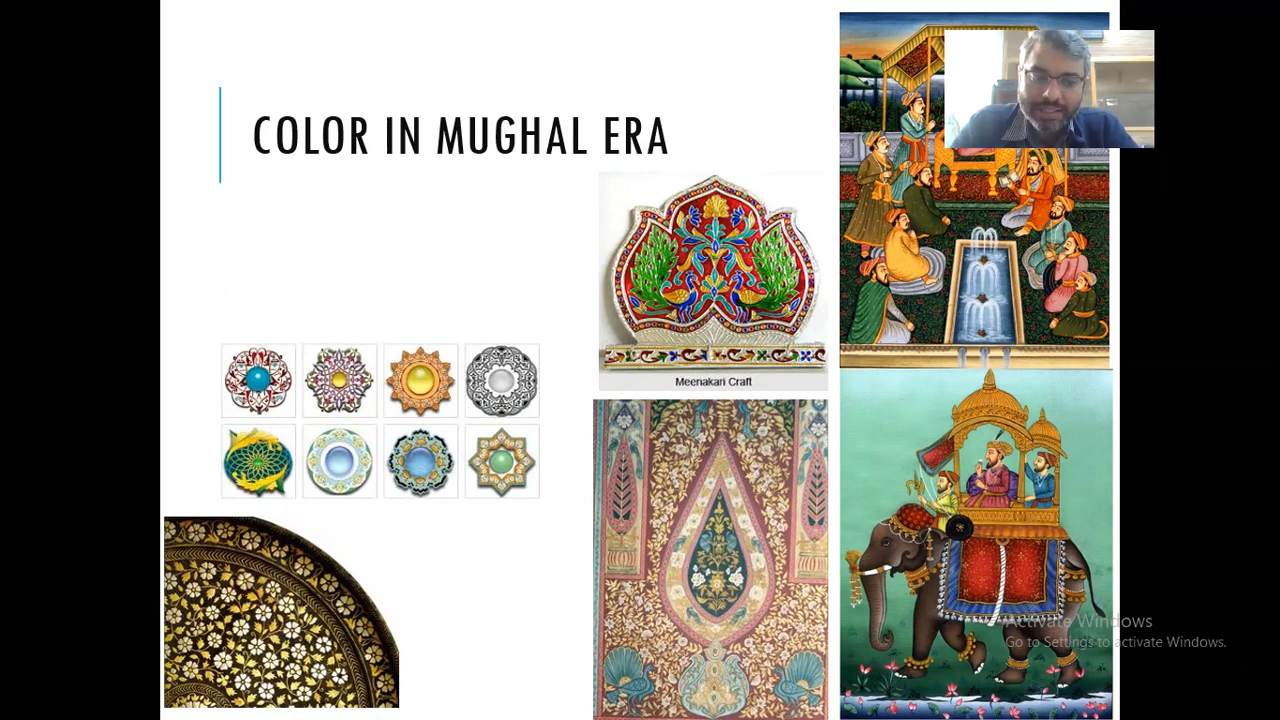 COLOR IN MUGHAL ERA
Meenakari Craft
Activate Windows
Go to Settings to activate Windows.